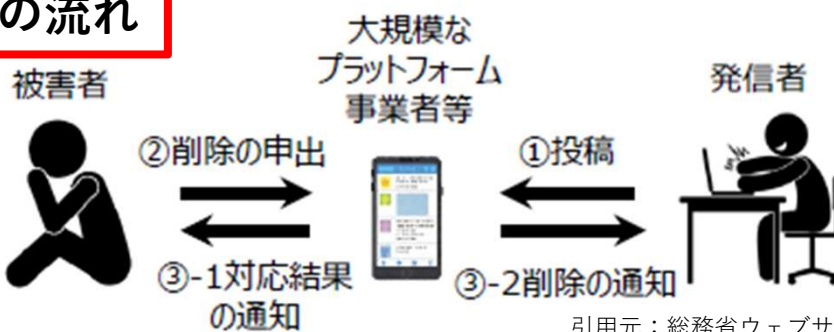 の流れ
大規模な
プラットフォーム
事業者等
被害者
発信者
②削除の申出
①投稿
③-1対応結果
の通知
③-2削除の通知
引用元：総務省ウェブサ